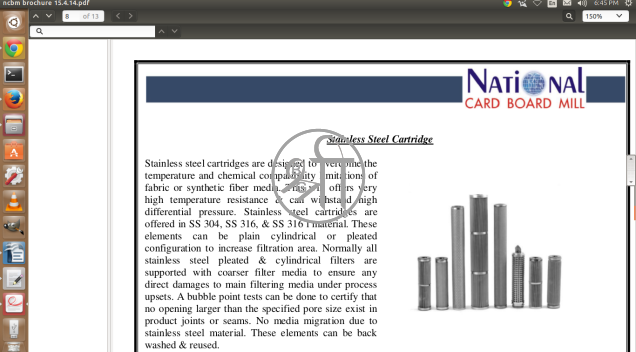 ncbm brochure 15.4.14.pdf
En
6:45 PM
8 of 13
150%
NATIONAL
CARD BOARD MILL
Stainless Steel Cartridge
Stainless steel cartridges are designed to overcome the
temperature and chemical compatibility limitations of
fabric or synthetic fiber media. This will offers very
high temperature resistance & can withstand high
differential pressure. Stainless steel cartridges are
offered in SS 304, SS 316, & SS 316 l material. These
elements can be plain cylindrical or pleated
configuration to increase filtration area. Normally all
stainless steel pleated & cylindrical filters are
supported with coarser filter media to ensure any
direct damages to main filtering media under process
upsets. A bubble point tests can be done to certify that
no opening larger than the specified pore size exist in
product joints or seams. No media migration due to
stainless steel material. These elements can be back
washed & reused.
श्री